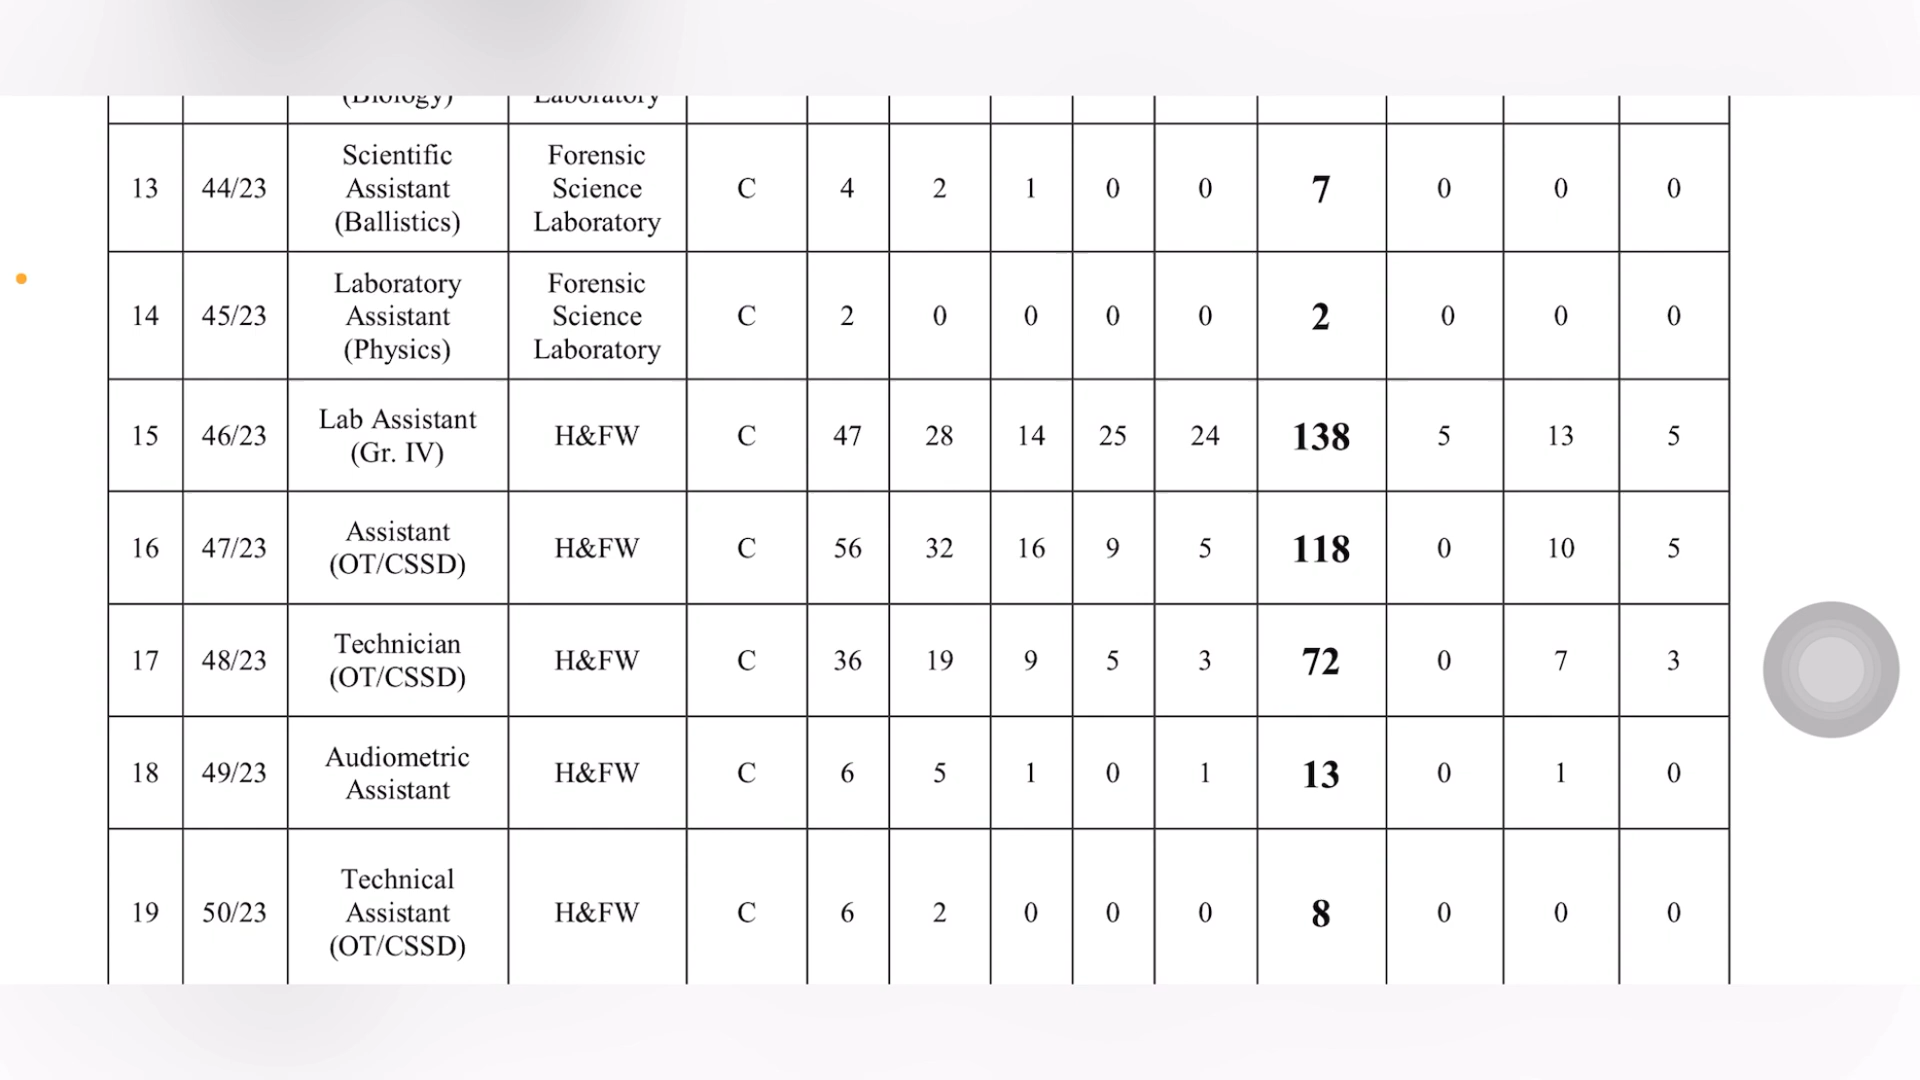 (Biology) Laboratory
13 44/23 Scientific Assistant (Ballistics) Forensic Science Laboratory C 4 2 1 0 0 7 0 0 0
14 45/23 Laboratory Assistant (Physics) Forensic Science Laboratory C 2 0 0 0 0 2 0 0 0
15 46/23 Lab Assistant (Gr. IV) H&FW C 47 28 14 25 24 138 5 13 5
16 47/23 Assistant (OT/CSSD) H&FW C 56 32 16 9 5 118 0 10 5
17 48/23 Technician (OT/CSSD) H&FW C 36 19 9 5 3 72 0 7 3
18 49/23 Audiometric Assistant H&FW C 6 5 1 0 1 13 0 1 0
19 50/23 Technical Assistant (OT/CSSD) H&FW C 6 2 0 0 0 8 0 0 0